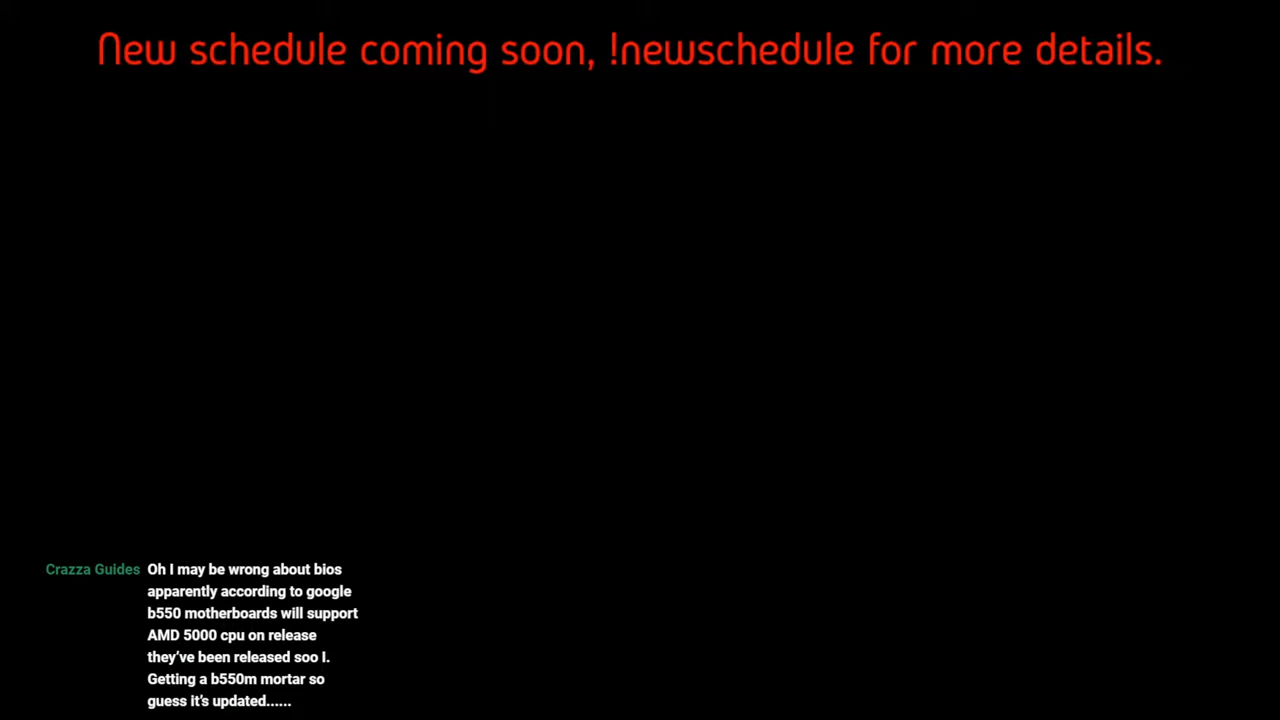 New schedule coming soon, !newschedule for more details.
Crazza Guides Oh I may be wrong about bios
apparently according to google
b550 motherboards will support
AMD 5000 cpu on release
they've been released soo I.
Getting a b550m mortar so
guess it's updated......